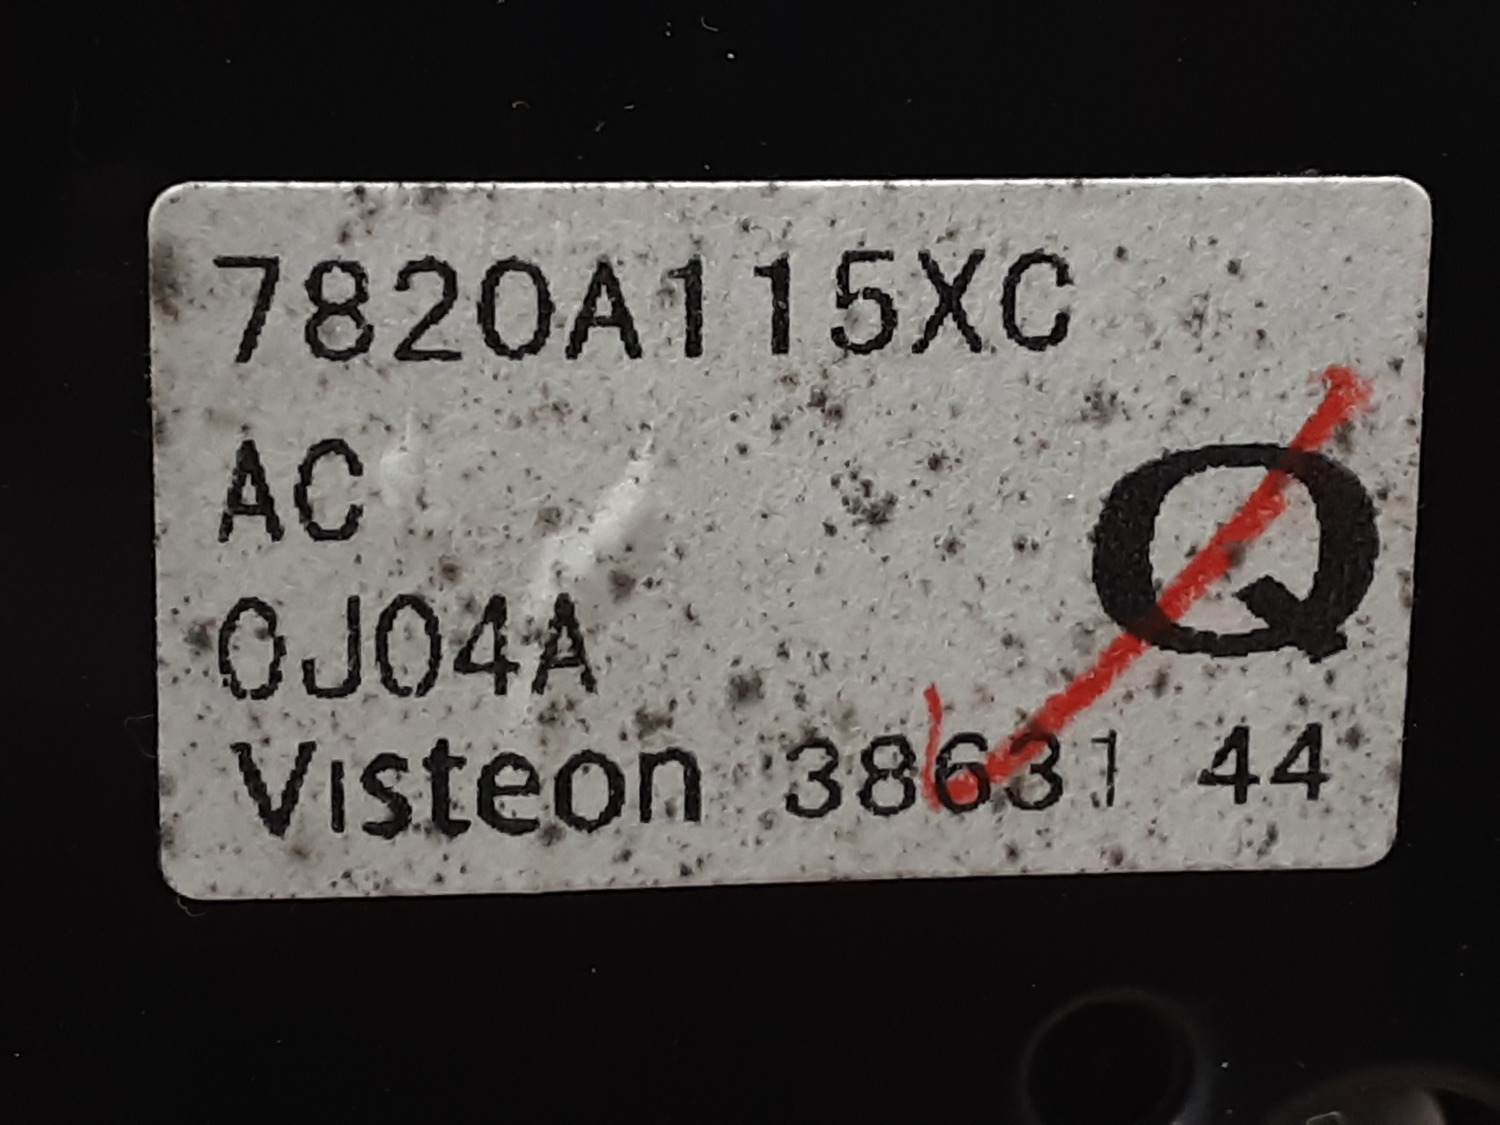 7820A115XC
AC
0J04A
Q
Visteon 38631 44